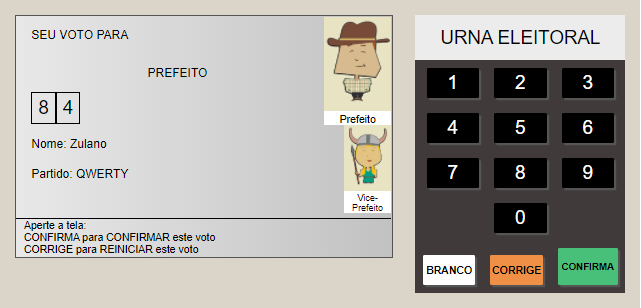 SEU VOTO PARA
PREFEITO
8 4
Nome: Zulano
Partido: QWERTY
Prefeito
Vice-
Prefeito
Aperte a tela:
CONFIRMA para CONFIRMAR este voto
CORRIGE para REINICIAR este voto
URNA ELEITORAL
1 2 3
4 5 6
7 8 9
0
BRANCO CORRIGE CONFIRMA